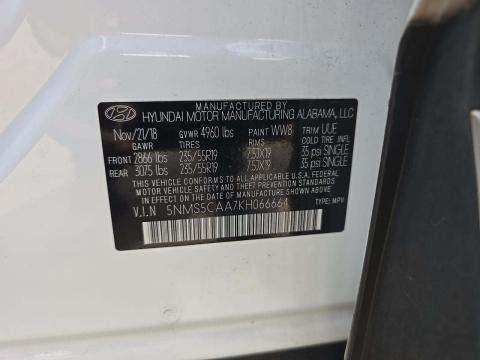 MANUFACTURED BY
HYUNDAI MOTOR MANUFACTURING ALABAMA, LLC
Nov/21/18 GVWR 4960 lbs PAINT WW8 TRIM UUE
GAWR TIRES RIMS COLD TIRE INFL
FRONT 2866 lbs 235/55R19 7.5JX19 35 psi SINGLE
REAR 3075 lbs 235/55R19 7.5JX19 35 psi SINGLE
THIS VEHICLE CONFORMS TO ALL APPLICABLE FEDERAL MOTOR VEHICLE
SAFETY STANDARDS IN EFFECT ON THE DATE OF MANUFACTURE SHOWN ABOVE.
ASSEMBLED IN U.S.A.
V.I.N 5NMS5CAA7KH066664 TYPE: MPV